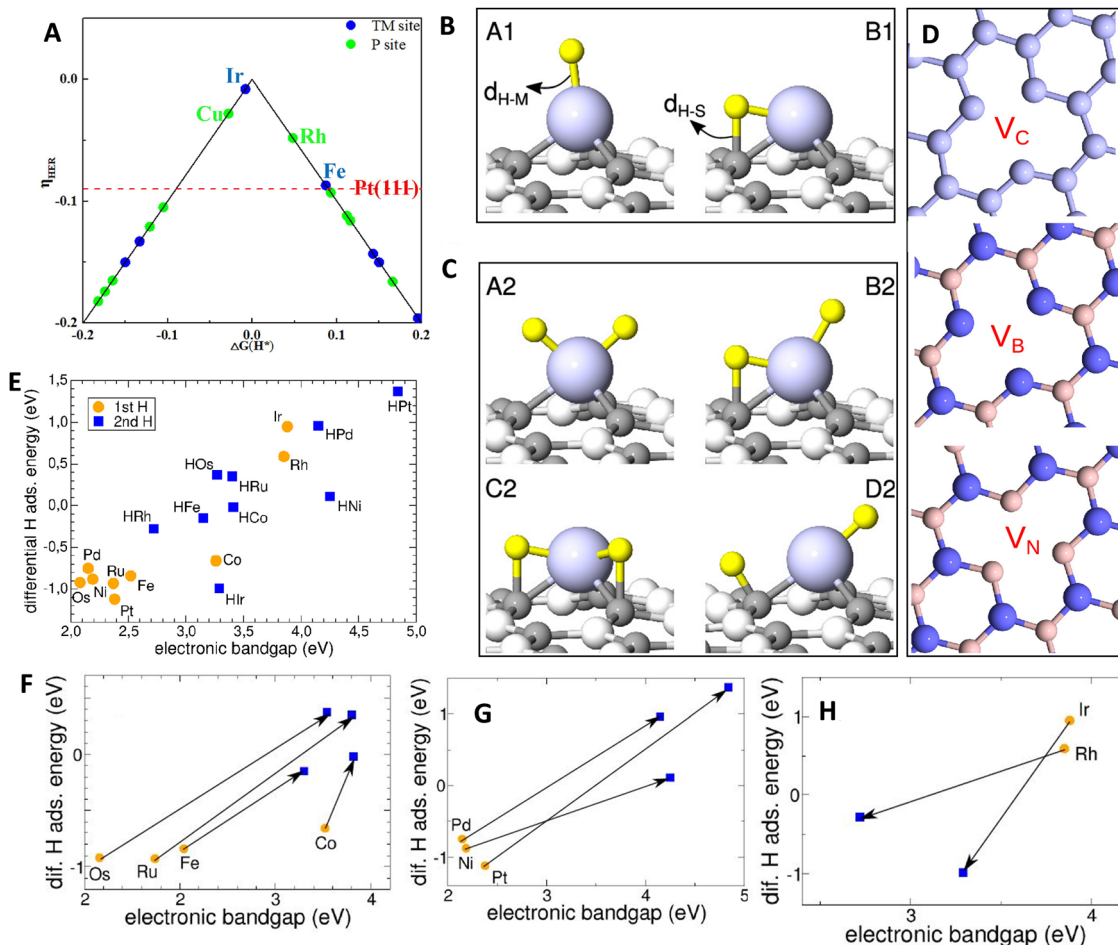 A
TM site
P site
Ir
Cu
Rh
Fe
Pt(111)
0.0
-0.1
-0.2
η_HER
-0.2
-0.1
0.0
0.1
0.2
ΔG(H*)
B
A1
d_H-M
B1
d_H-S
C
A2
B2
C2
D2
D
V_C
V_B
V_N
E
1st H
2nd H
1,5
1,0
0,5
0,0
-0,5
-1,0
differential H ads. energy (eV)
HPt
Ir
HPd
Rh
HOs
HRu
HNi
HRh
HFe
HCo
Pd
Ru
Co
Os
Ni
Fe
Pt
HIr
2,0
2,5
3,0
3,5
4,0
4,5
5,0
electronic bandgap (eV)
F
dif. H ads. energy (eV)
0
-1
Os
Ru
Fe
Co
2
3
4
electronic bandgap (eV)
G
dif. H ads. energy (eV)
1
0
-1
Pd
Ni
Pt
2
3
4
5
electronic bandgap (eV)
H
dif. H ads energy (eV)
1
0
-1
Ir
Rh
3
4
electronic bandgap (eV)